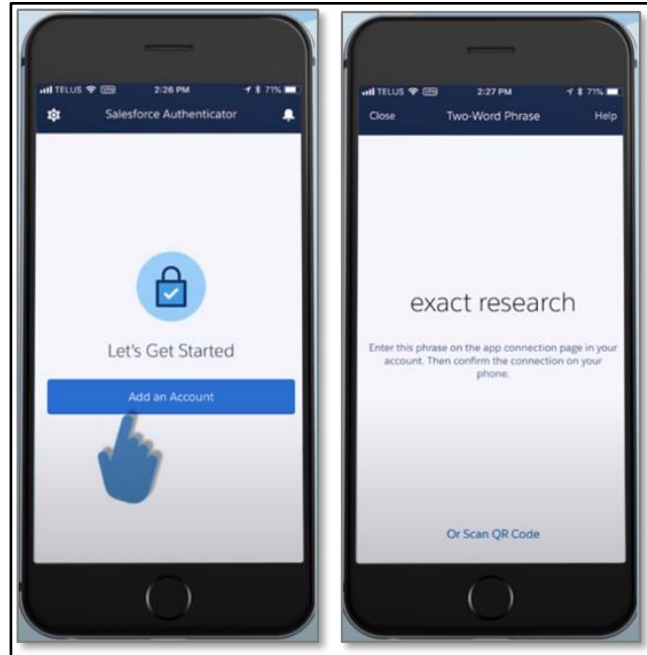 TELUS VPN 2:26 PM 71%
Salesforce Authenticator
Let's Get Started
Add an Account
TELUS VPN 2:27 PM 71%
Close Two-Word Phrase Help
exact research
Enter this phrase on the app connection page in your
account. Then confirm the connection on your
phone.
Or Scan QR Code